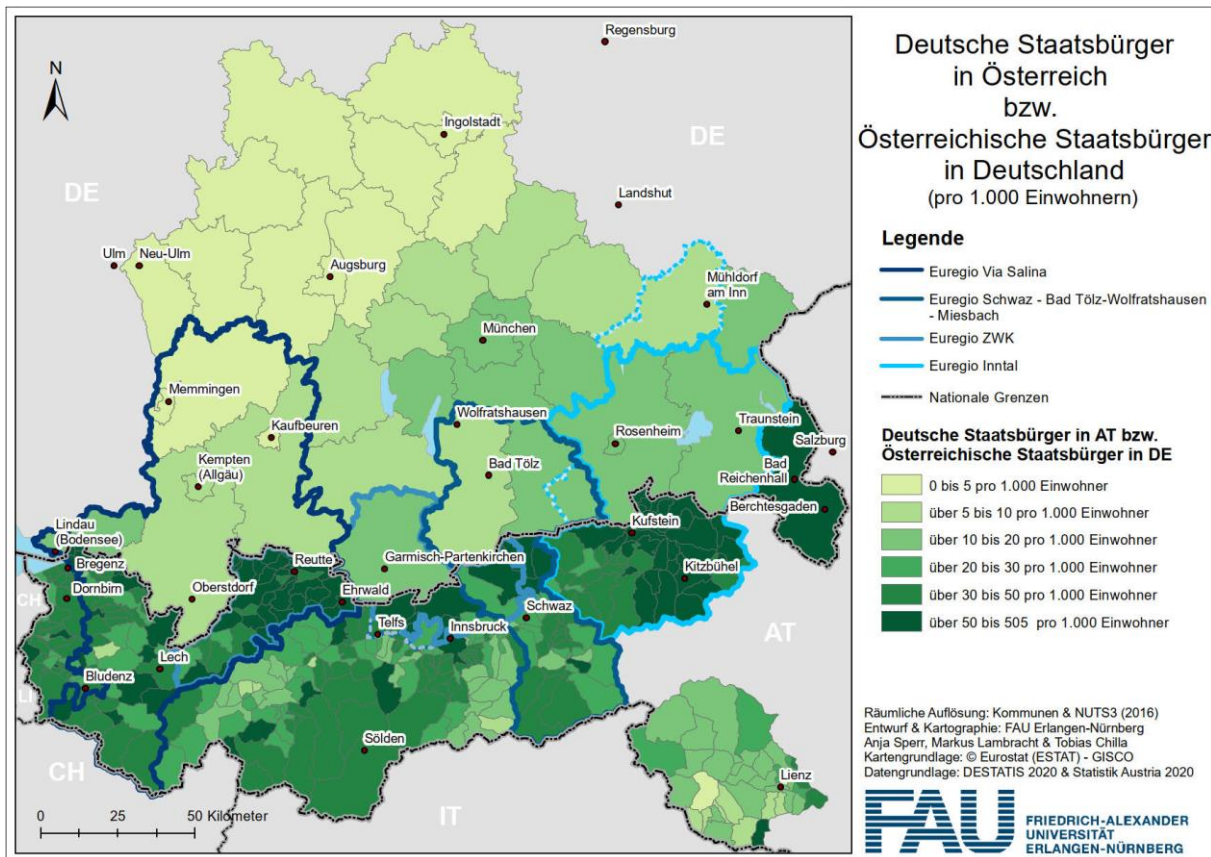 Deutsche Staatsbürger
in Österreich
bzw.
Österreichische Staatsbürger
in Deutschland
(pro 1.000 Einwohnern)
Legende
Euregio Via Salina
Euregio Schwaz - Bad Tölz-Wolfratshausen
- Miesbach
Euregio ZWK
Euregio Inntal
Nationale Grenzen
Deutsche Staatsbürger in AT bzw.
Österreichische Staatsbürger in DE
0 bis 5 pro 1.000 Einwohner
über 5 bis 10 pro 1.000 Einwohner
über 10 bis 20 pro 1.000 Einwohner
über 20 bis 30 pro 1.000 Einwohner
über 30 bis 50 pro 1.000 Einwohner
über 50 bis 505 pro 1.000 Einwohner
Räumliche Auflösung: Kommunen & NUTS3 (2016)
Entwurf & Kartographie: FAU Erlangen-Nürnberg
Anja Sperr, Markus Lambracht & Tobias Chilla
Kartengrundlage: © Eurostat (ESTAT) - GISCO
Datengrundlage: DESTATIS 2020 & Statistik Austria 2020
FAU
FRIEDRICH-ALEXANDER
UNIVERSITÄT
ERLANGEN-NÜRNBERG
N
Regensburg
Ingolstadt
DE
DE
Landshut
Ulm
Neu-Ulm
Augsburg
Mühldorf
am Inn
München
Memmingen
Kaufbeuren
Wolfratshausen
Rosenheim
Traunstein
Salzburg
Kempten
(Allgäu)
Bad Tölz
Bad
Reichenhall
Berchtesgaden
Lindau
(Bodensee)
Kufstein
Bregenz
Reutte
Garmisch-Partenkirchen
Kitzbühel
Dornbirn
CH
Oberstdorf
Ehrwald
Schwaz
Telfs
Innsbruck
AT
Lech
Bludenz
LI
Sölden
CH
Lienz
IT
0
25
50 Kilometer